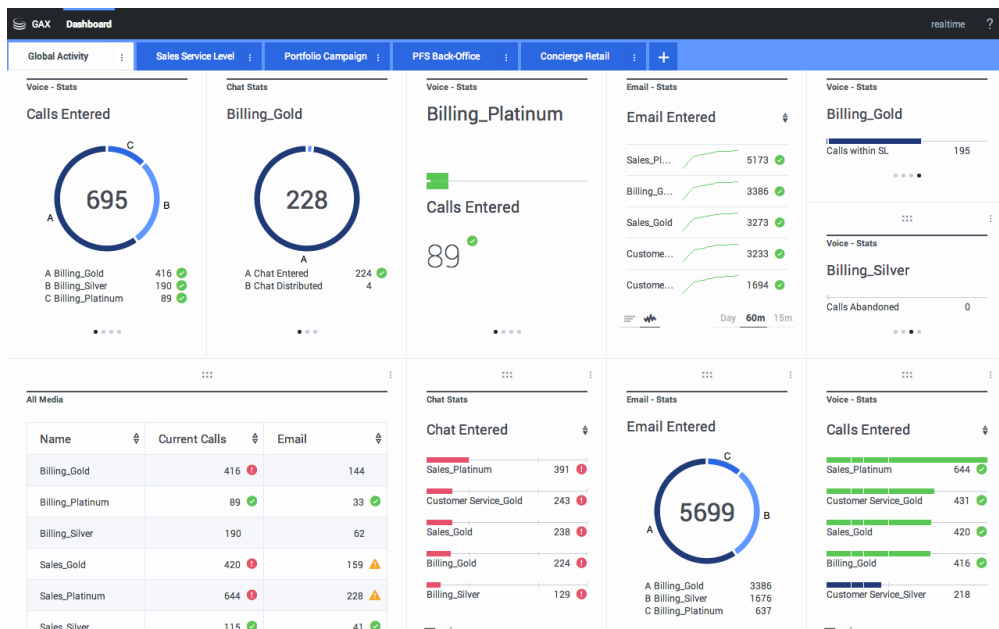 GAX Dashboard realtime ?
Global Activity Sales Service Level Portfolio Campaign PFS Back-Office Concierge Retail +
Voice - Stats
Calls Entered
695
A
B
C
A Billing_Gold 416
B Billing_Silver 190
C Billing_Platinum 89
Chat Stats
Billing_Gold
228
A
A Chat Entered 224
B Chat Distributed 4
Voice - Stats
Billing_Platinum
Calls Entered
89
Email - Stats
Email Entered
Sales_Pl... 5173
Billing_G... 3386
Sales_Gold 3273
Custome... 3233
Custome... 1694
Day 60m 15m
Voice - Stats
Billing_Gold
Calls within SL 195
Voice - Stats
Billing_Silver
Calls Abandoned 0
All Media
Name Current Calls Email
Billing_Gold 416 144
Billing_Platinum 89 33
Billing_Silver 190 62
Sales_Gold 420 159
Sales_Platinum 644 228
Sales_Silver 115 41
Chat Stats
Chat Entered
Sales_Platinum 391
Customer Service_Gold 243
Sales_Gold 238
Billing_Gold 224
Billing_Silver 129
Email - Stats
Email Entered
5699
A
B
C
A Billing_Gold 3386
B Billing_Silver 1676
C Billing_Platinum 637
Voice - Stats
Calls Entered
Sales_Platinum 644
Customer Service_Gold 431
Sales_Gold 420
Billing_Gold 416
Customer Service_Silver 218